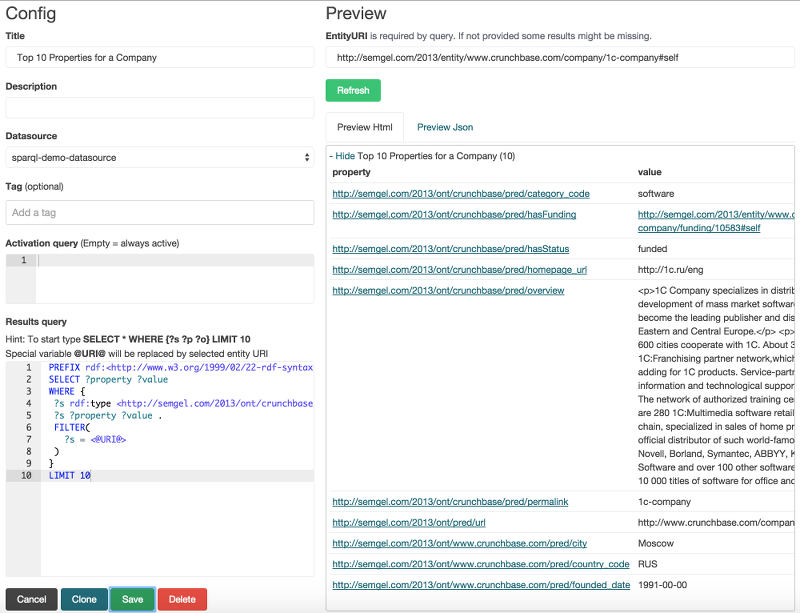 Config
Title
Top 10 Properties for a Company
Description
Datasource
sparql-demo-datasource
Tag (optional)
Add a tag
Activation query (Empty = always active)
1
Results query
Hint: To start type SELECT * WHERE {?s ?p ?o} LIMIT 10
Special variable @URI@ will be replaced by selected entity URI
1 PREFIX rdf:<http://www.w3.org/1999/02/22-rdf-syntax
2 SELECT ?property ?value
3 WHERE {
4 ?s rdf:type <http://semgel.com/2013/ont/crunchbase
5 ?s ?property ?value .
6 FILTER(
7 ?s = <@URI@>
8 )
9 }
10 LIMIT 10
Cancel Clone Save Delete
Preview
EntityURI is required by query. If not provided some results might be missing.
http://semgel.com/2013/entity/www.crunchbase.com/company/1c-company#self
Refresh
Preview Html Preview Json
- Hide Top 10 Properties for a Company (10)
property value
http://semgel.com/2013/ont/crunchbase/pred/category_code software
http://semgel.com/2013/ont/crunchbase/pred/hasFunding http://semgel.com/2013/entity/www.c
company/funding/10583#self
http://semgel.com/2013/ont/crunchbase/pred/hasStatus funded
http://semgel.com/2013/ont/crunchbase/pred/homepage_url http://1c.ru/eng
http://semgel.com/2013/ont/crunchbase/pred/overview <p>1C Company specializes in distrib
development of mass market softwar
become the leading publisher and dis
Eastern and Central Europe.</p> <p>
600 cities cooperate with 1C. About 3
1C:Franchising partner network,which
adding for 1C products. Service-partn
information and technological suppor
The network of authorized training ce
are 280 1C:Multimedia software retail
chain, specialized in sales of home pr
official distributor of such world-famo
Novell, Borland, Symantec, ABBYY, K
Software and over 100 other software
10 000 titles of software for office and
http://semgel.com/2013/ont/crunchbase/pred/permalink 1c-company
http://semgel.com/2013/ont/pred/url http://www.crunchbase.com/compan
http://semgel.com/2013/ont/www.crunchbase.com/pred/city Moscow
http://semgel.com/2013/ont/www.crunchbase.com/pred/country_code RUS
http://semgel.com/2013/ont/www.crunchbase.com/pred/founded_date 1991-00-00